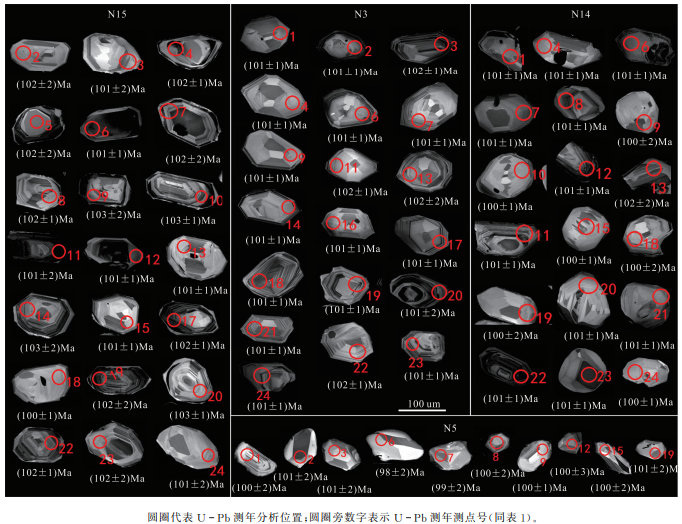 N15
2 3 4
(102±2)Ma (101±2)Ma (102±1)Ma
5 6 7
(102±2)Ma (101±1)Ma (102±2)Ma
8 9 10
(102±1)Ma (103±2)Ma (103±1)Ma
11 12 13
(101±2)Ma (101±1)Ma (101±1)Ma
14 15 17
(103±2)Ma (101±1)Ma (102±1)Ma
18 19 20
(100±1)Ma (102±2)Ma (103±1)Ma
22 23 24
(102±1)Ma (102±2)Ma (101±2)Ma
N3
1 2 3
(101±1)Ma (101⊥1)Ma (102±1)Ma
4 6 7
(101±1)Ma (101±1)Ma (101±1)Ma
9 11 13
(101±1)Ma (102±1)Ma (102±1)Ma
14 16 17
(101±1)Ma (101±1)Ma (101±1)Ma
18 19 20
(101±1)Ma (101±1)Ma (101±2)Ma
21 22 23
(101±1)Ma (102±1)Ma (101±1)Ma
24
(101±1)Ma
100 um
N14
1 4 6
(101±1)Ma (101±1)Ma (101±1)Ma
7 8 9
(101±1)Ma (101±1)Ma (100±2)Ma
10 12 13
(100±1)Ma (101±1)Ma (102±2)Ma
11 15 18
(101±1)Ma (100±1)Ma (100±2)Ma
19 20 21
(100±2)Ma (101±1)Ma (101±1)Ma
22 23 24
(101±1)Ma (101±1)Ma (100±2)Ma
N5
1 2 3 6 7 8 9 12 15 19
(100±2)Ma (101±2)Ma (101±2)Ma (98±2)Ma (99±2)Ma (100±2)Ma (100±1)Ma (100±3)Ma (100±2)Ma (101±2)Ma
圆圈代表 U-Pb 测年分析位置;圆圈旁数字表示 U-Pb 测年测点号(同表 1)。